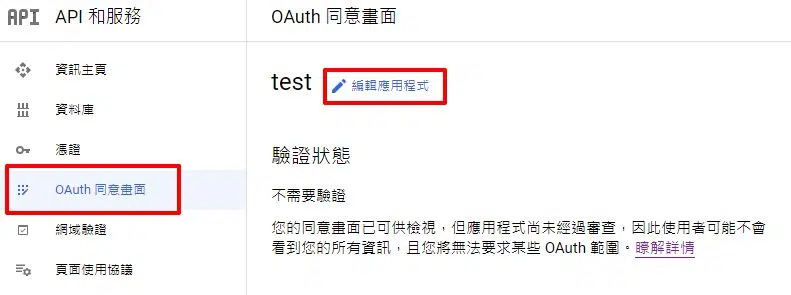 API API 和服務
OAuth 同意畫面
資訊主頁
資料庫
憑證
OAuth 同意畫面
網域驗證
頁面使用協議
test 編輯應用程式
驗證狀態
不需要驗證
您的同意畫面已可供檢視，但應用程式尚未經過審查，因此使用者可能不會
看到您的所有資訊，且您將無法要求某些 OAuth 範圍。瞭解詳情